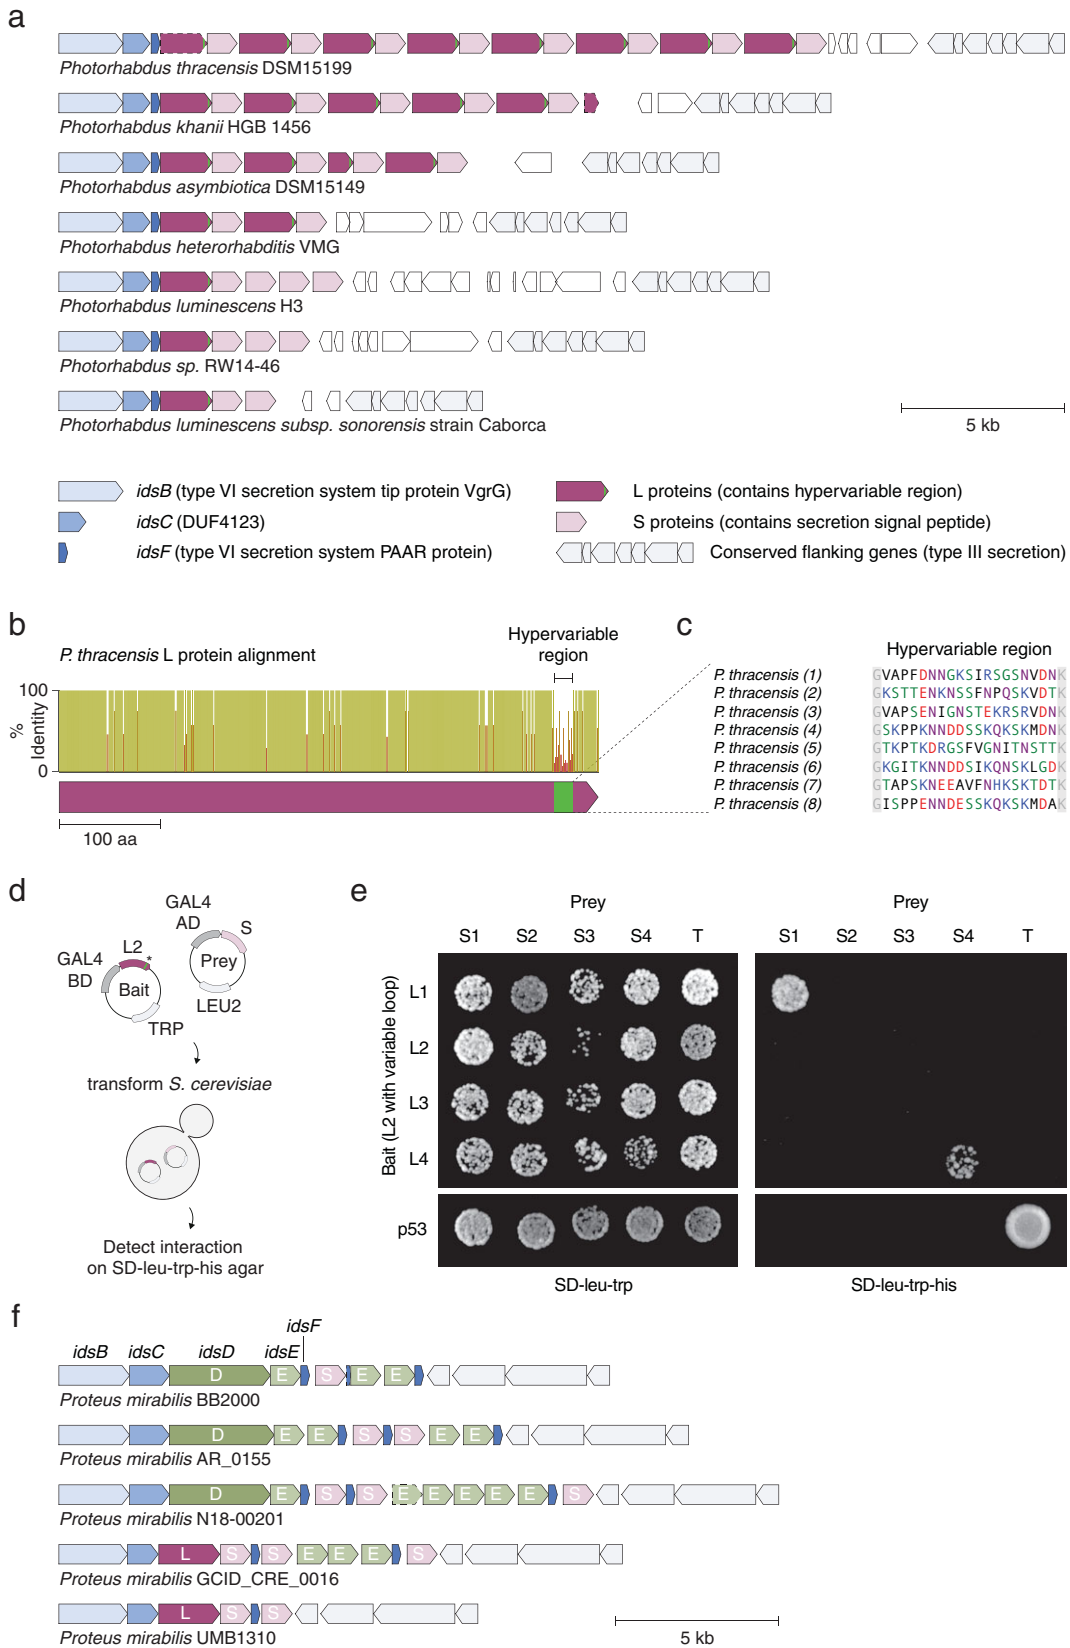 a
Photorhabdus thracensis DSM15199
Photorhabdus khanii HGB 1456
Photorhabdus asymbiotica DSM15149
Photorhabdus heterorhabditis VMG
Photorhabdus luminescens H3
Photorhabdus sp. RW14-46
Photorhabdus luminescens subsp. sonorensis strain Caborca
5 kb
idsB (type VI secretion system tip protein VgrG)
idsC (DUF4123)
idsF (type VI secretion system PAAR protein)
L proteins (contains hypervariable region)
S proteins (contains secretion signal peptide)
Conserved flanking genes (type III secretion)
b
P. thracensis L protein alignment
Hypervariable
region
100
0
% Identity
100 aa
c
Hypervariable region
P. thracensis (1) GVAPFDNNGKSIRSGSNVDNK
P. thracensis (2) GKSTTENKNSSFNPQSKVDTK
P. thracensis (3) GVAPSENIGNSTEKRSRVDNK
P. thracensis (4) GSKPPKNNDDSSKQKSKMDNK
P. thracensis (5) GTKPTKDRGSFVGNITNSTTK
P. thracensis (6) GKGITKNNDDSIKQNSKLGDK
P. thracensis (7) GTAPSKNEEAVFNHKSKTDTK
P. thracensis (8) GISPPENNDESSKQKSKMDAK
d
GAL4
AD
S
Prey
LEU2
GAL4
BD
L2
*
Bait
TRP
transform S. cerevisiae
Detect interaction
on SD-leu-trp-his agar
e
Prey
S1 S2 S3 S4 T
Prey
S1 S2 S3 S4 T
Bait (L2 with variable loop)
L1
L2
L3
L4
p53
SD-leu-trp
SD-leu-trp-his
f
idsB idsC idsD idsE idsF
D E S E E
Proteus mirabilis BB2000
D E E S S E E
Proteus mirabilis AR_0155
D E S S E E E E E S
Proteus mirabilis N18-00201
L S S E E E S
Proteus mirabilis GCID_CRE_0016
L S S
Proteus mirabilis UMB1310
5 kb